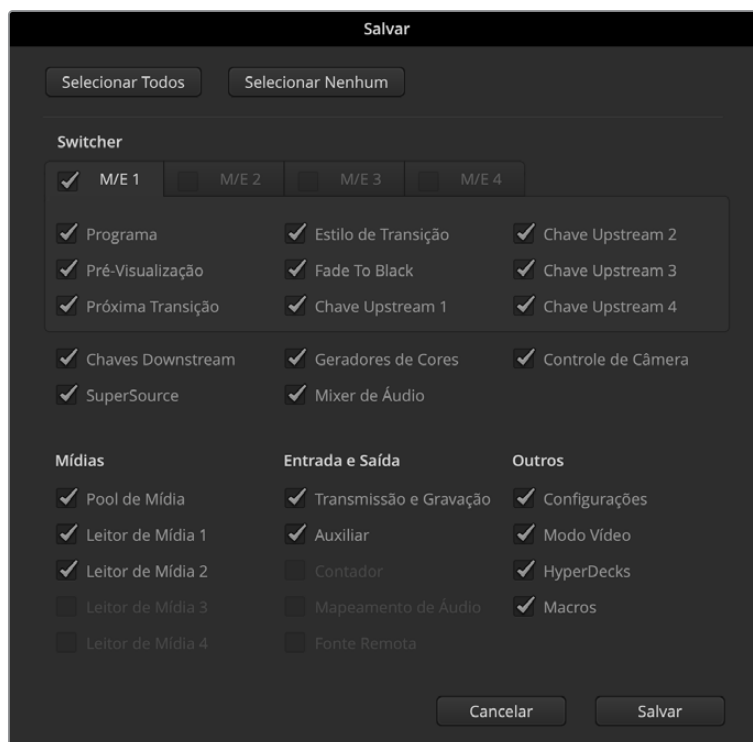 Salvar
Selecionar Todos Selecionar Nenhum
Switcher
M/E 1 M/E 2 M/E 3 M/E 4
Programa Estilo de Transição Chave Upstream 2
Pré-Visualização Fade To Black Chave Upstream 3
Próxima Transição Chave Upstream 1 Chave Upstream 4
Chaves Downstream Geradores de Cores Controle de Câmera
SuperSource Mixer de Áudio
Mídias Entrada e Saída Outros
Pool de Mídia Transmissão e Gravação Configurações
Leitor de Mídia 1 Auxiliar Modo Vídeo
Leitor de Mídia 2 Contador HyperDecks
Leitor de Mídia 3 Mapeamento de Áudio Macros
Leitor de Mídia 4 Fonte Remota
Cancelar Salvar